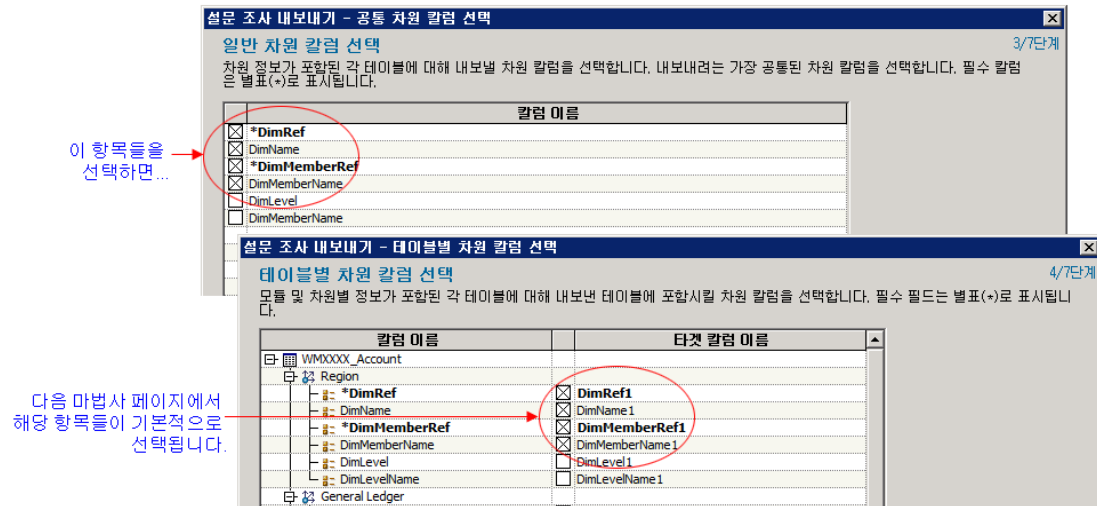 설문 조사 내보내기 - 공통 차원 칼럼 선택
일반 차원 칼럼 선택
3/7단계
차원 정보가 포함된 각 테이블에 대해 내보낼 차원 칼럼을 선택합니다. 내보내려는 가장 공통된 차원 칼럼을 선택합니다. 필수 칼럼
은 별표(*)로 표시됩니다.
칼럼 이름
*DimRef
DimName
*DimMemberRef
DimMemberName
DimLevel
DimMemberName
이 항목들을
선택하면...
설문 조사 내보내기 - 테이블별 차원 칼럼 선택
테이블별 차원 칼럼 선택
4/7단계
모듈 및 차원별 정보가 포함된 각 테이블에 대해 내보낸 테이블에 포함시킬 차원 칼럼을 선택합니다. 필수 필드는 별표(*)로 표시됩니
다.
칼럼 이름 타겟 칼럼 이름
WMXXXX_Account
Region
*DimRef DimRef1
DimName DimName1
*DimMemberRef DimMemberRef1
DimMemberName DimMemberName1
DimLevel DimLevel1
DimLevelName DimLevelName1
General Ledger
다음 마법사 페이지에서
해당 항목들이 기본적으로
선택됩니다.